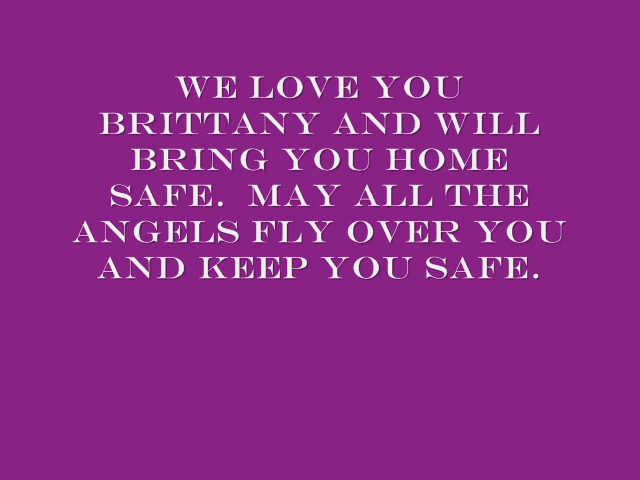 WE LOVE YOU
BRITTANY AND WILL
BRING YOU HOME
SAFE.  MAY ALL THE
ANGELS FLY OVER YOU
AND KEEP YOU SAFE.